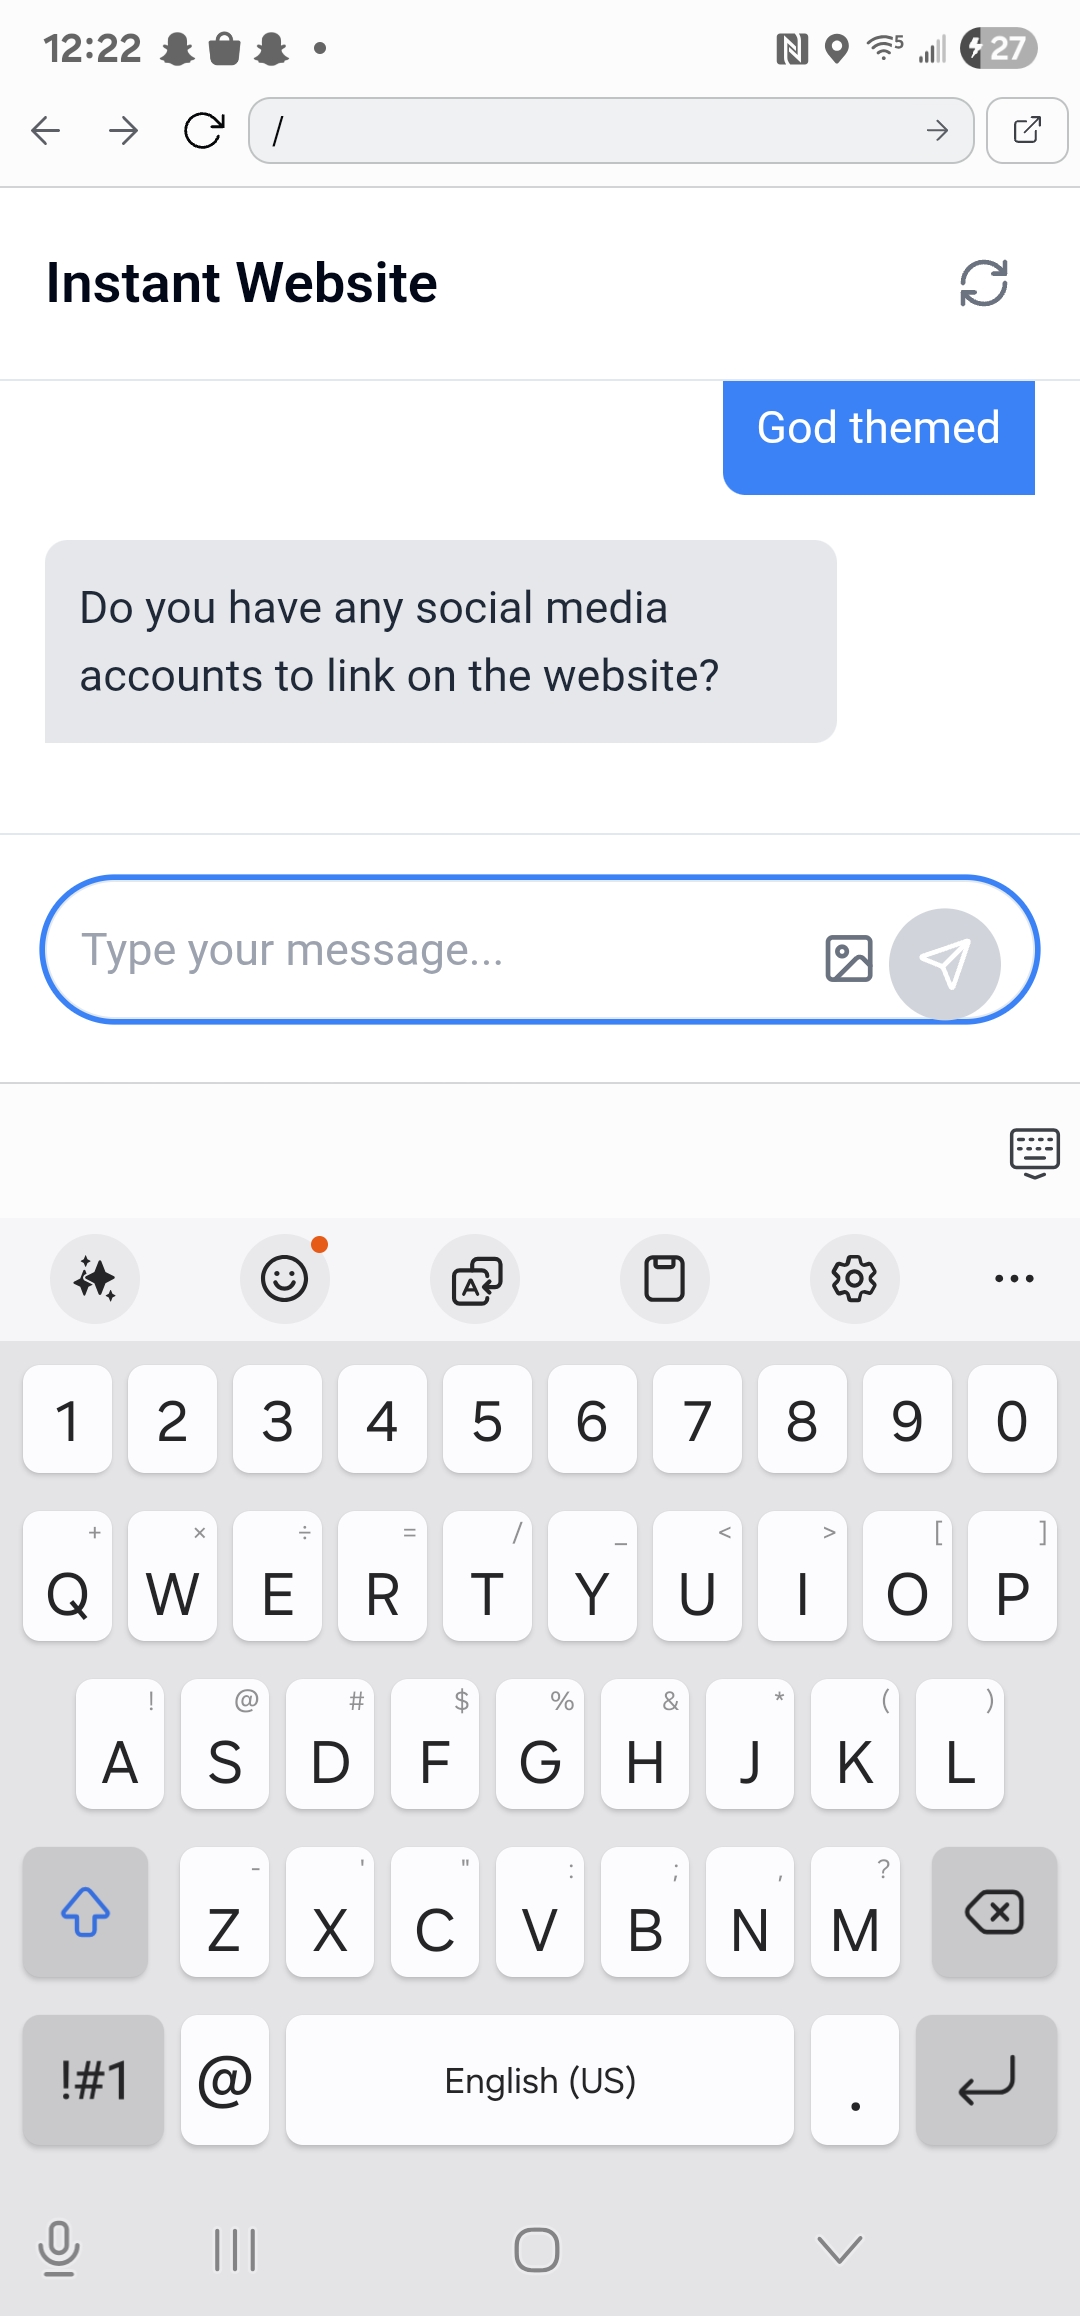 12:22
5
27
/
Instant Website
God themed
Do you have any social media
accounts to link on the website?
Type your message...
A
1 2 3 4 5 6 7 8 9 0
+ × ÷ = / _ < > [ ]
Q W E R T Y U I O P
! @ # $ % & * ( )
A S D F G H J K L
- ' " : ; , ?
Z X C V B N M
!#1 @ English (US) .